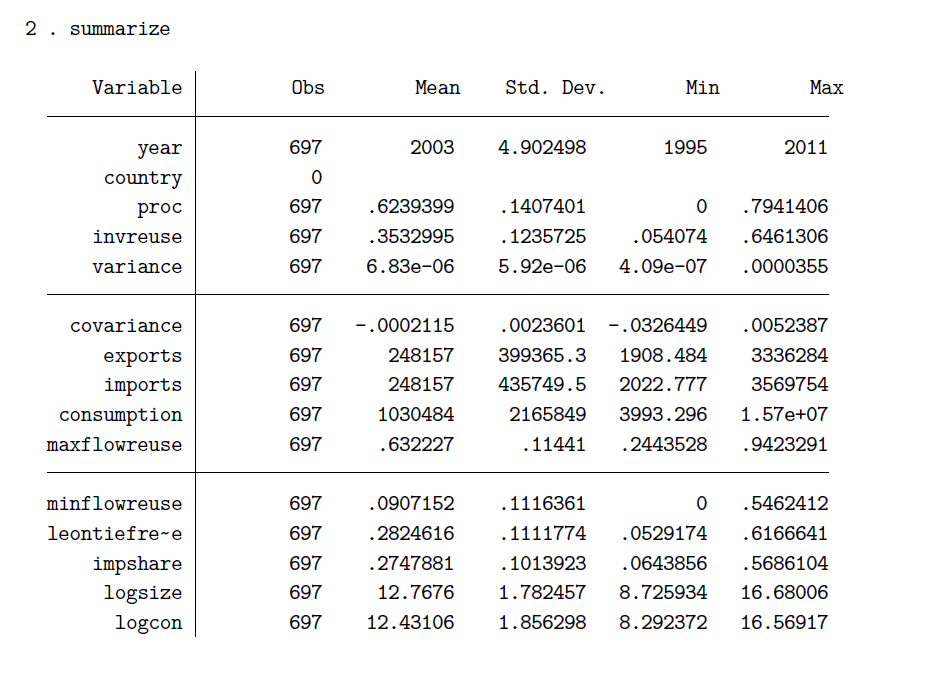 2 . summarize
Variable Obs Mean Std. Dev. Min Max
year 697 2003 4.902498 1995 2011
country 0
proc 697 .6239399 .1407401 0 .7941406
invreuse 697 .3532995 .1235725 .054074 .6461306
variance 697 6.83e-06 5.92e-06 4.09e-07 .0000355
covariance 697 -.0002115 .0023601 -.0326449 .0052387
exports 697 248157 399365.3 1908.484 3336284
imports 697 248157 435749.5 2022.777 3569754
consumption 697 1030484 2165849 3993.296 1.57e+07
maxflowreuse 697 .632227 .11441 .2443528 .9423291
minflowreuse 697 .0907152 .1116361 0 .5462412
leontiefre~e 697 .2824616 .1111774 .0529174 .6166641
impshare 697 .2747881 .1013923 .0643856 .5686104
logsize 697 12.7676 1.782457 8.725934 16.68006
logcon 697 12.43106 1.856298 8.292372 16.56917